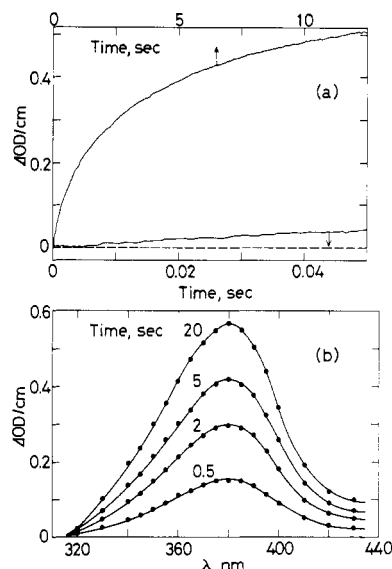 0 5 10
Time, sec
(a)
0.4
0.2
0
ΔOD/cm
0 0.02 0.04
Time, sec
0.6
Time, sec
20
(b)
0.4
5
2
0.2
0.5
0
ΔOD/cm
320 360 400 440
λ, nm